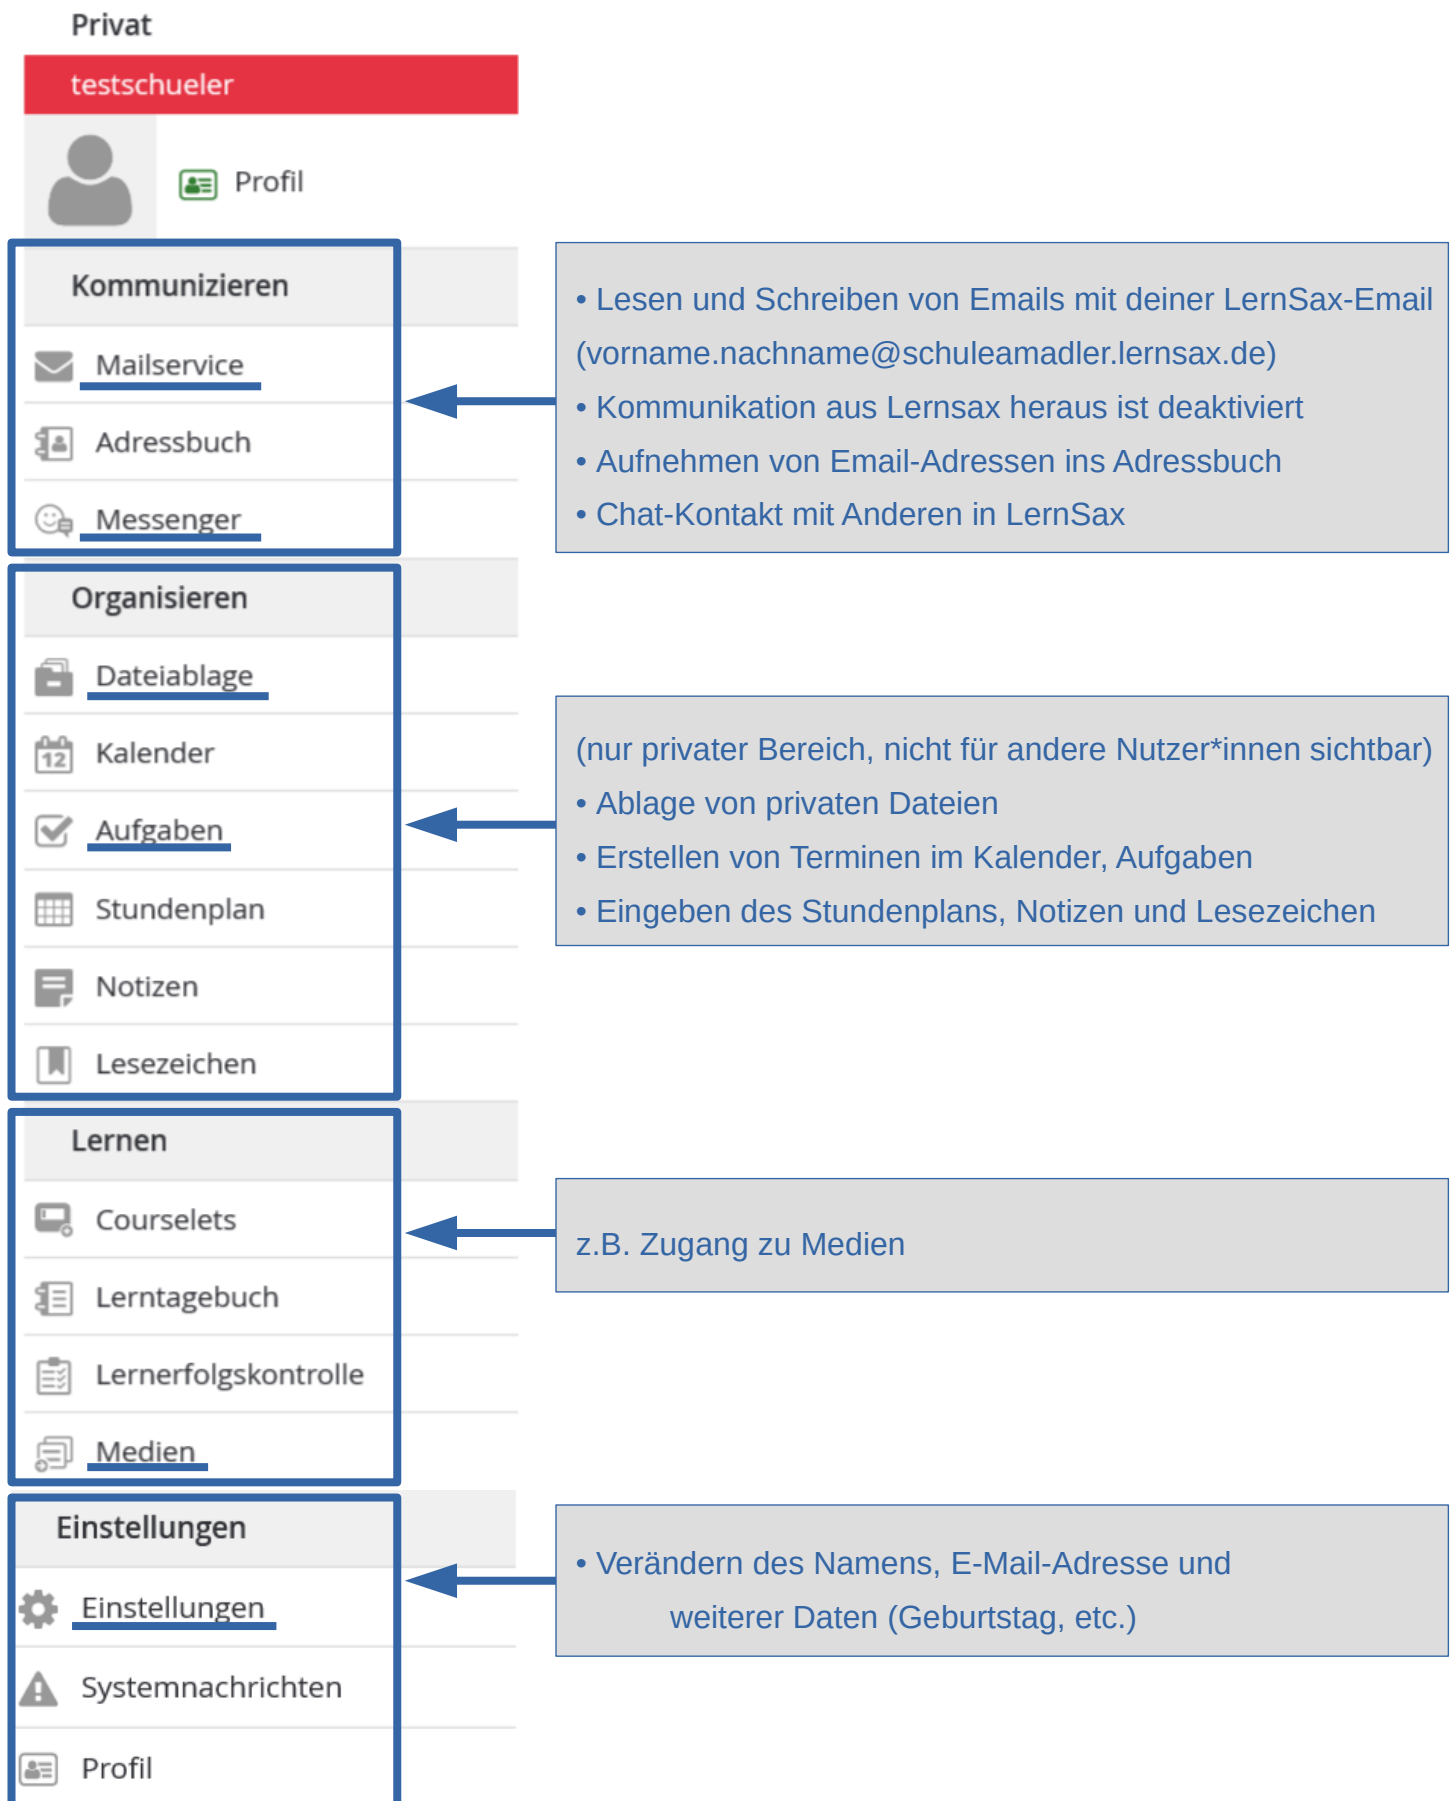 Privat
testschueler
Profil
Kommunizieren
Mailservice
Adressbuch
Messenger
• Lesen und Schreiben von Emails mit deiner LernSax-Email
(vorname.nachname@schuleamadler.lernsax.de)
• Kommunikation aus Lernsax heraus ist deaktiviert
• Aufnehmen von Email-Adressen ins Adressbuch
• Chat-Kontakt mit Anderen in LernSax
Organisieren
Dateiablage
12
Kalender
Aufgaben
Stundenplan
Notizen
Lesezeichen
(nur privater Bereich, nicht für andere Nutzer*innen sichtbar)
• Ablage von privaten Dateien
• Erstellen von Terminen im Kalender, Aufgaben
• Eingeben des Stundenplans, Notizen und Lesezeichen
Lernen
Courselets
Lerntagebuch
Lernerfolgskontrolle
Medien
z.B. Zugang zu Medien
Einstellungen
Einstellungen
Systemnachrichten
Profil
• Verändern des Namens, E-Mail-Adresse und
weiterer Daten (Geburtstag, etc.)